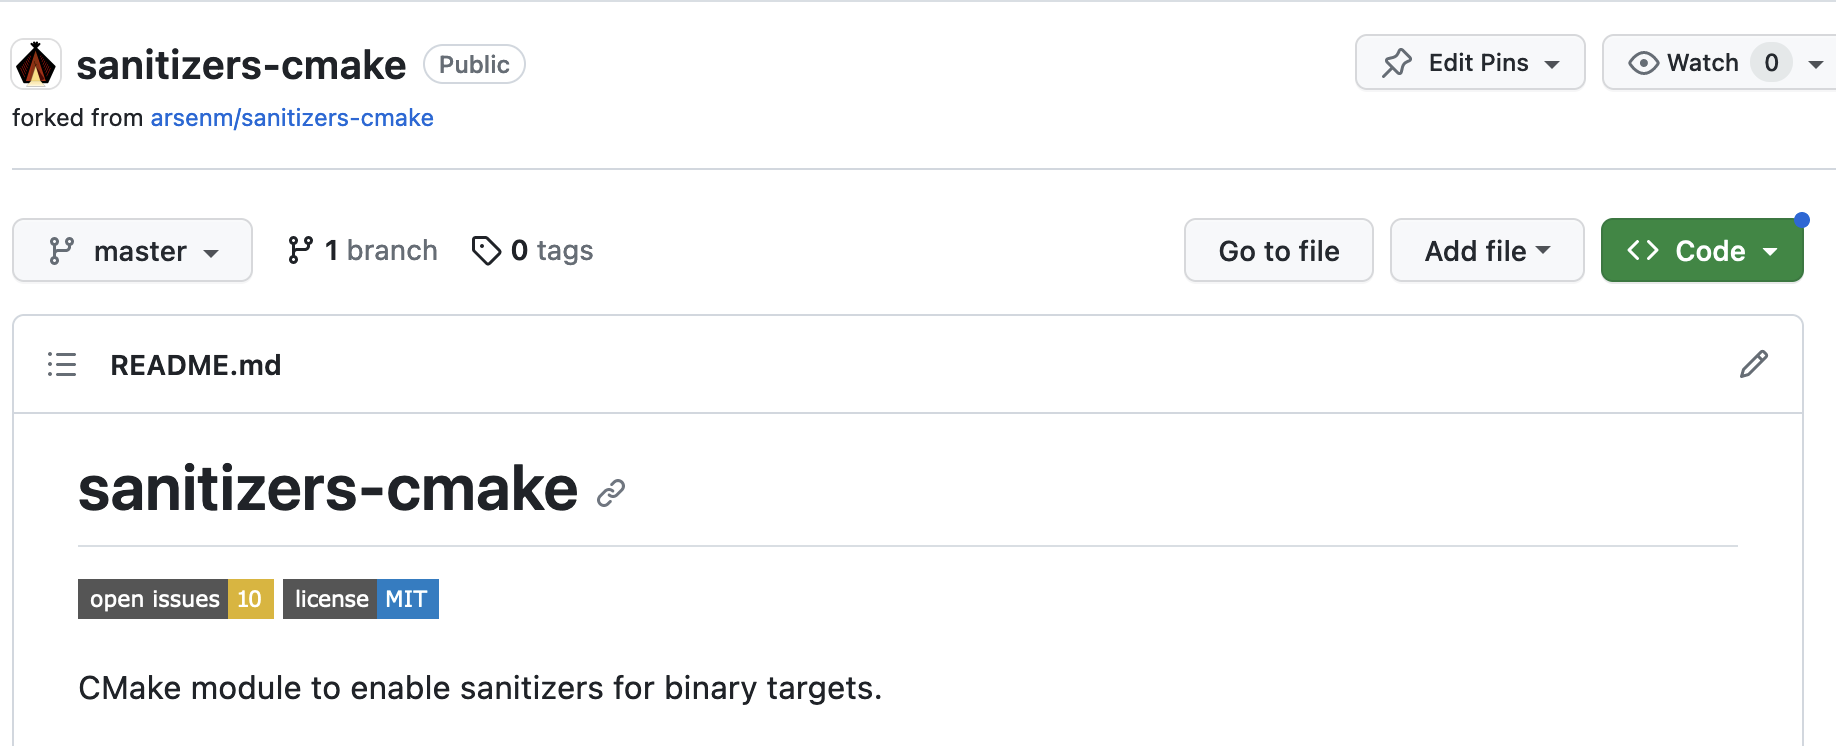 sanitizers-cmake Public Edit Pins Watch 0
forked from arsenm/sanitizers-cmake
master 1 branch 0 tags Go to file Add file Code
README.md
sanitizers-cmake
open issues 10 license MIT
CMake module to enable sanitizers for binary targets.